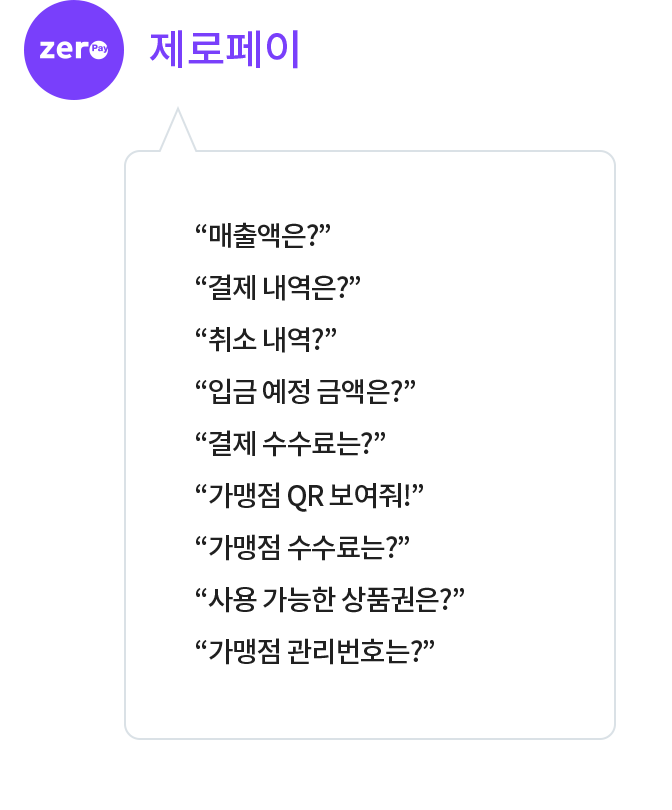 zero Pay
제로페이
“매출액은?”
“결제 내역은?”
“취소 내역?”
“입금 예정 금액은?”
“결제 수수료는?”
“가맹점 QR 보여줘!”
“가맹점 수수료는?”
“사용 가능한 상품권은?”
“가맹점 관리번호는?”